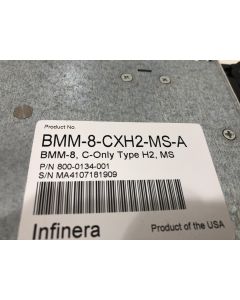 Product No.
BMM-8-CXH2-MS-A
BMM-8, C-Only Type H2, MS
P/N 800-0134-001
S/N MA4107181909
Infinera
Product of the USA